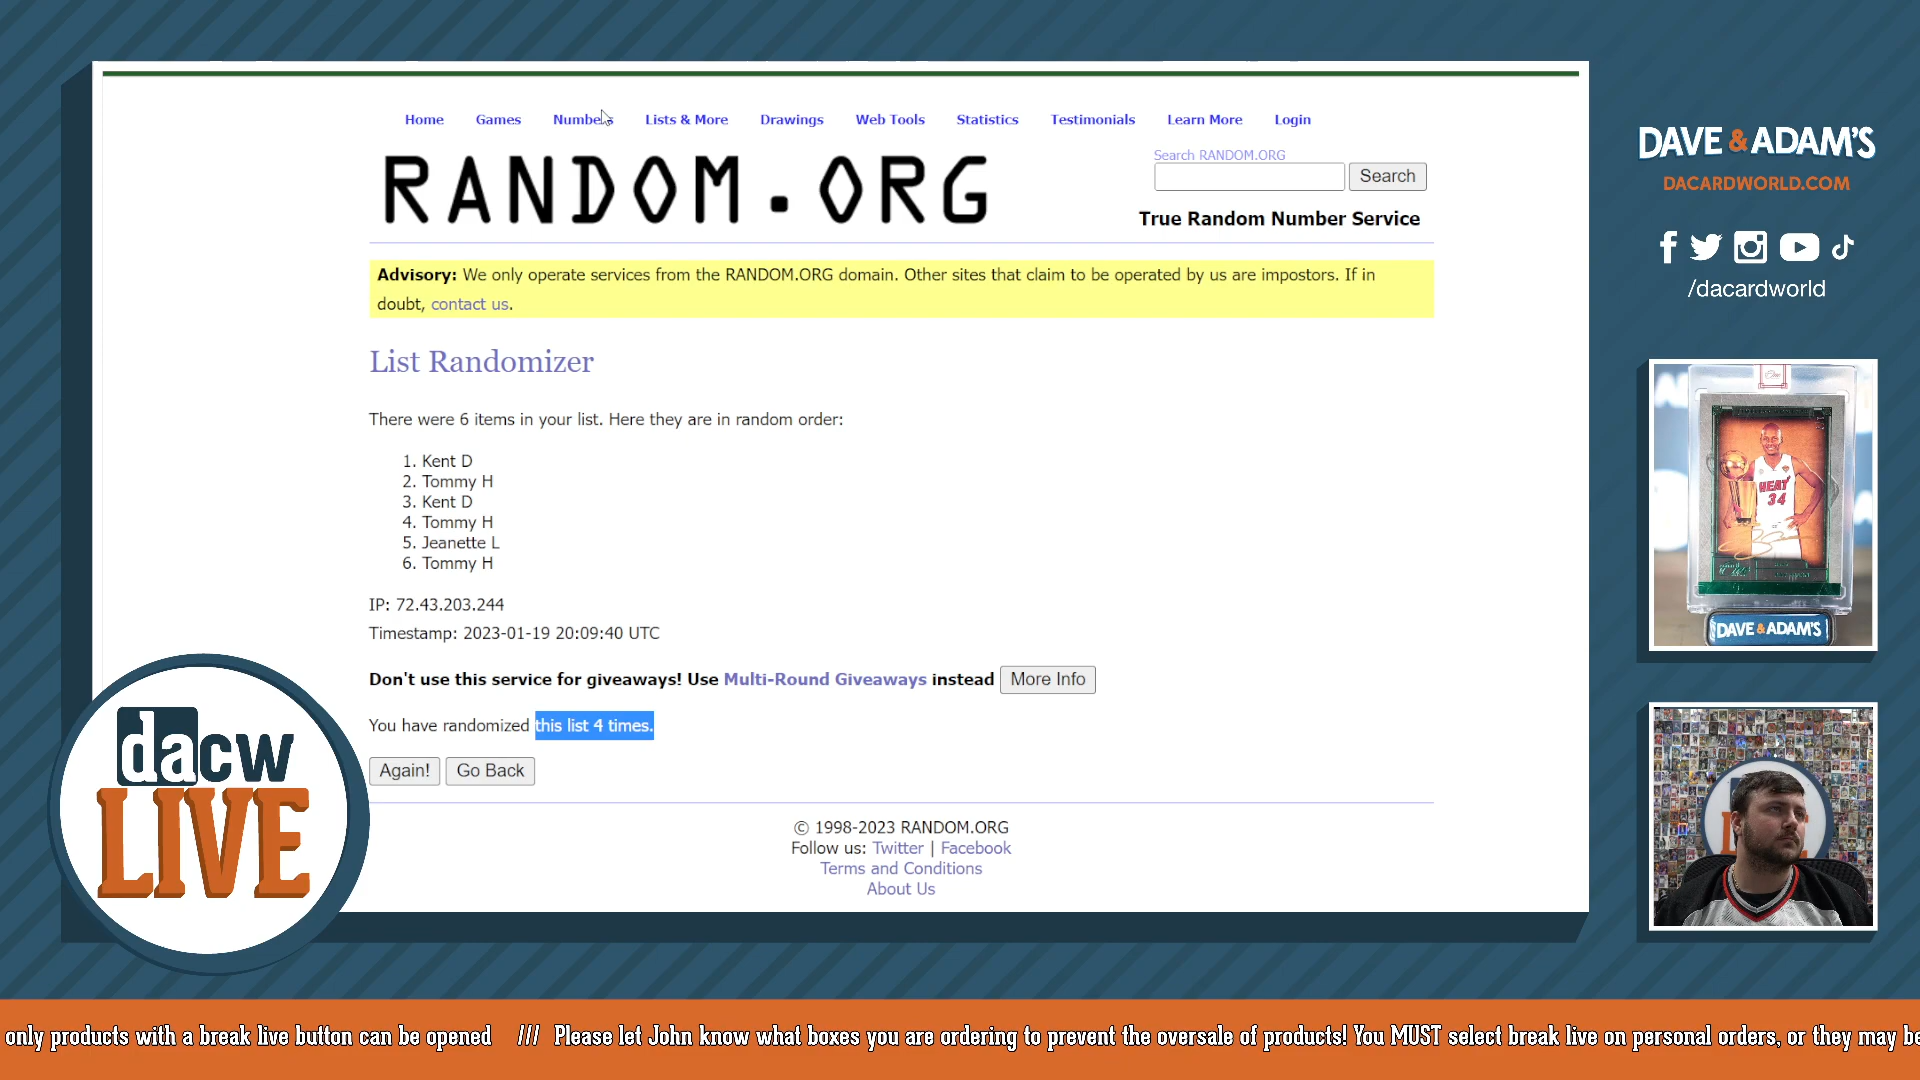 Home Games Numbers Lists & More Drawings Web Tools Statistics Testimonials Learn More Login
RANDOM.ORG
Search RANDOM.ORG
Search
True Random Number Service
Advisory: We only operate services from the RANDOM.ORG domain. Other sites that claim to be operated by us are impostors. If in
doubt, contact us.
List Randomizer
There were 6 items in your list. Here they are in random order:
1. Kent D
2. Tommy H
3. Kent D
4. Tommy H
5. Jeanette L
6. Tommy H
IP: 72.43.203.244
Timestamp: 2023-01-19 20:09:40 UTC
Don't use this service for giveaways! Use Multi-Round Giveaways instead More Info
You have randomized this list 4 times.
Again! Go Back
© 1998-2023 RANDOM.ORG
Follow us: Twitter | Facebook
Terms and Conditions
About Us
dacw
LIVE
DAVE & ADAM'S
DACARDWORLD.COM
/dacardworld
HEAT
34
DAVE & ADAM'S
only products with a break live button can be opened /// Please let John know what boxes you are ordering to prevent the oversale of products! You MUST select break live on personal orders, or they may be